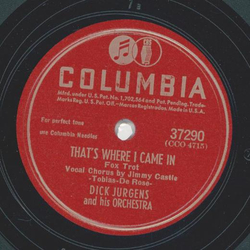 COLUMBIA
Mfrd. under U.S. Pat. No. 1,702,564 and Pat. Pending. Trade-
Marks Reg. U.S. Pat. Off.-Marcas Registradas. Made in U.S.A.
For perfect tone
use Columbia Needles
37290
(CCO 4715)
THAT'S WHERE I CAME IN
Fox Trot
Vocal Chorus by Jimmy Castle
-Tobias-De Rose-
DICK JURGENS
and his ORCHESTRA